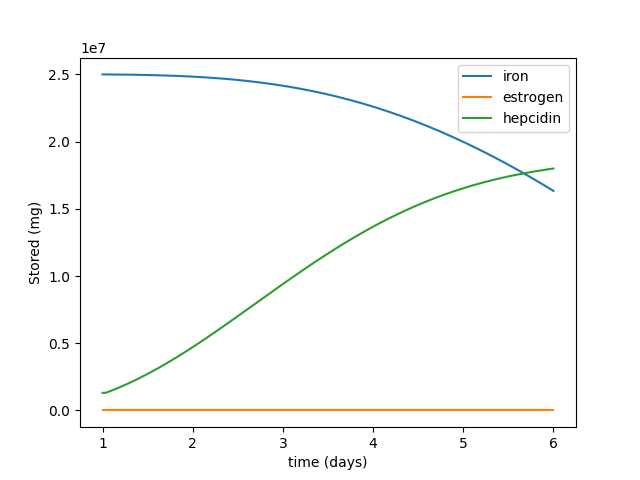 1e7
2.5
2.0
1.5
1.0
0.5
0.0
Stored (mg)
iron
estrogen
hepcidin
1 2 3 4 5 6
time (days)